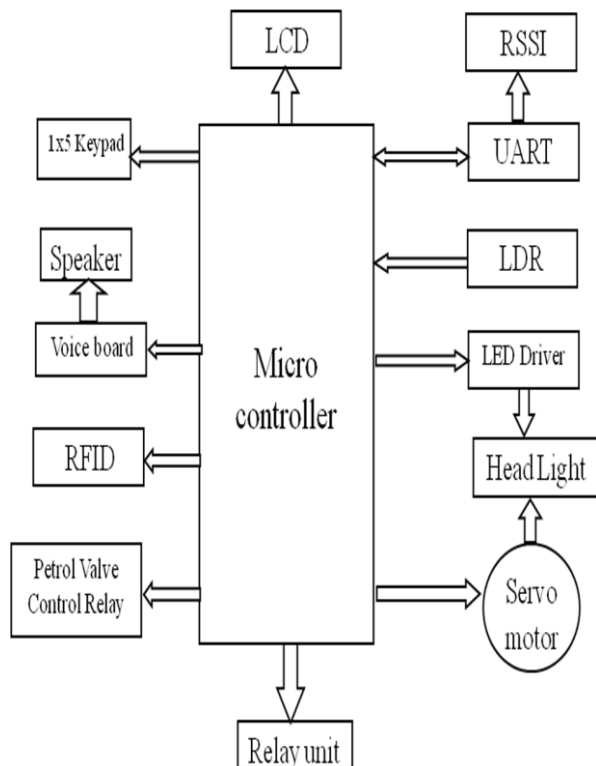 LCD
RSSI
1x5 Keypad
UART
Speaker
LDR
Voice board
LED Driver
Micro
controller
RFID
Head Light
Petrol Valve
Control Relay
Servo
motor
Relay unit